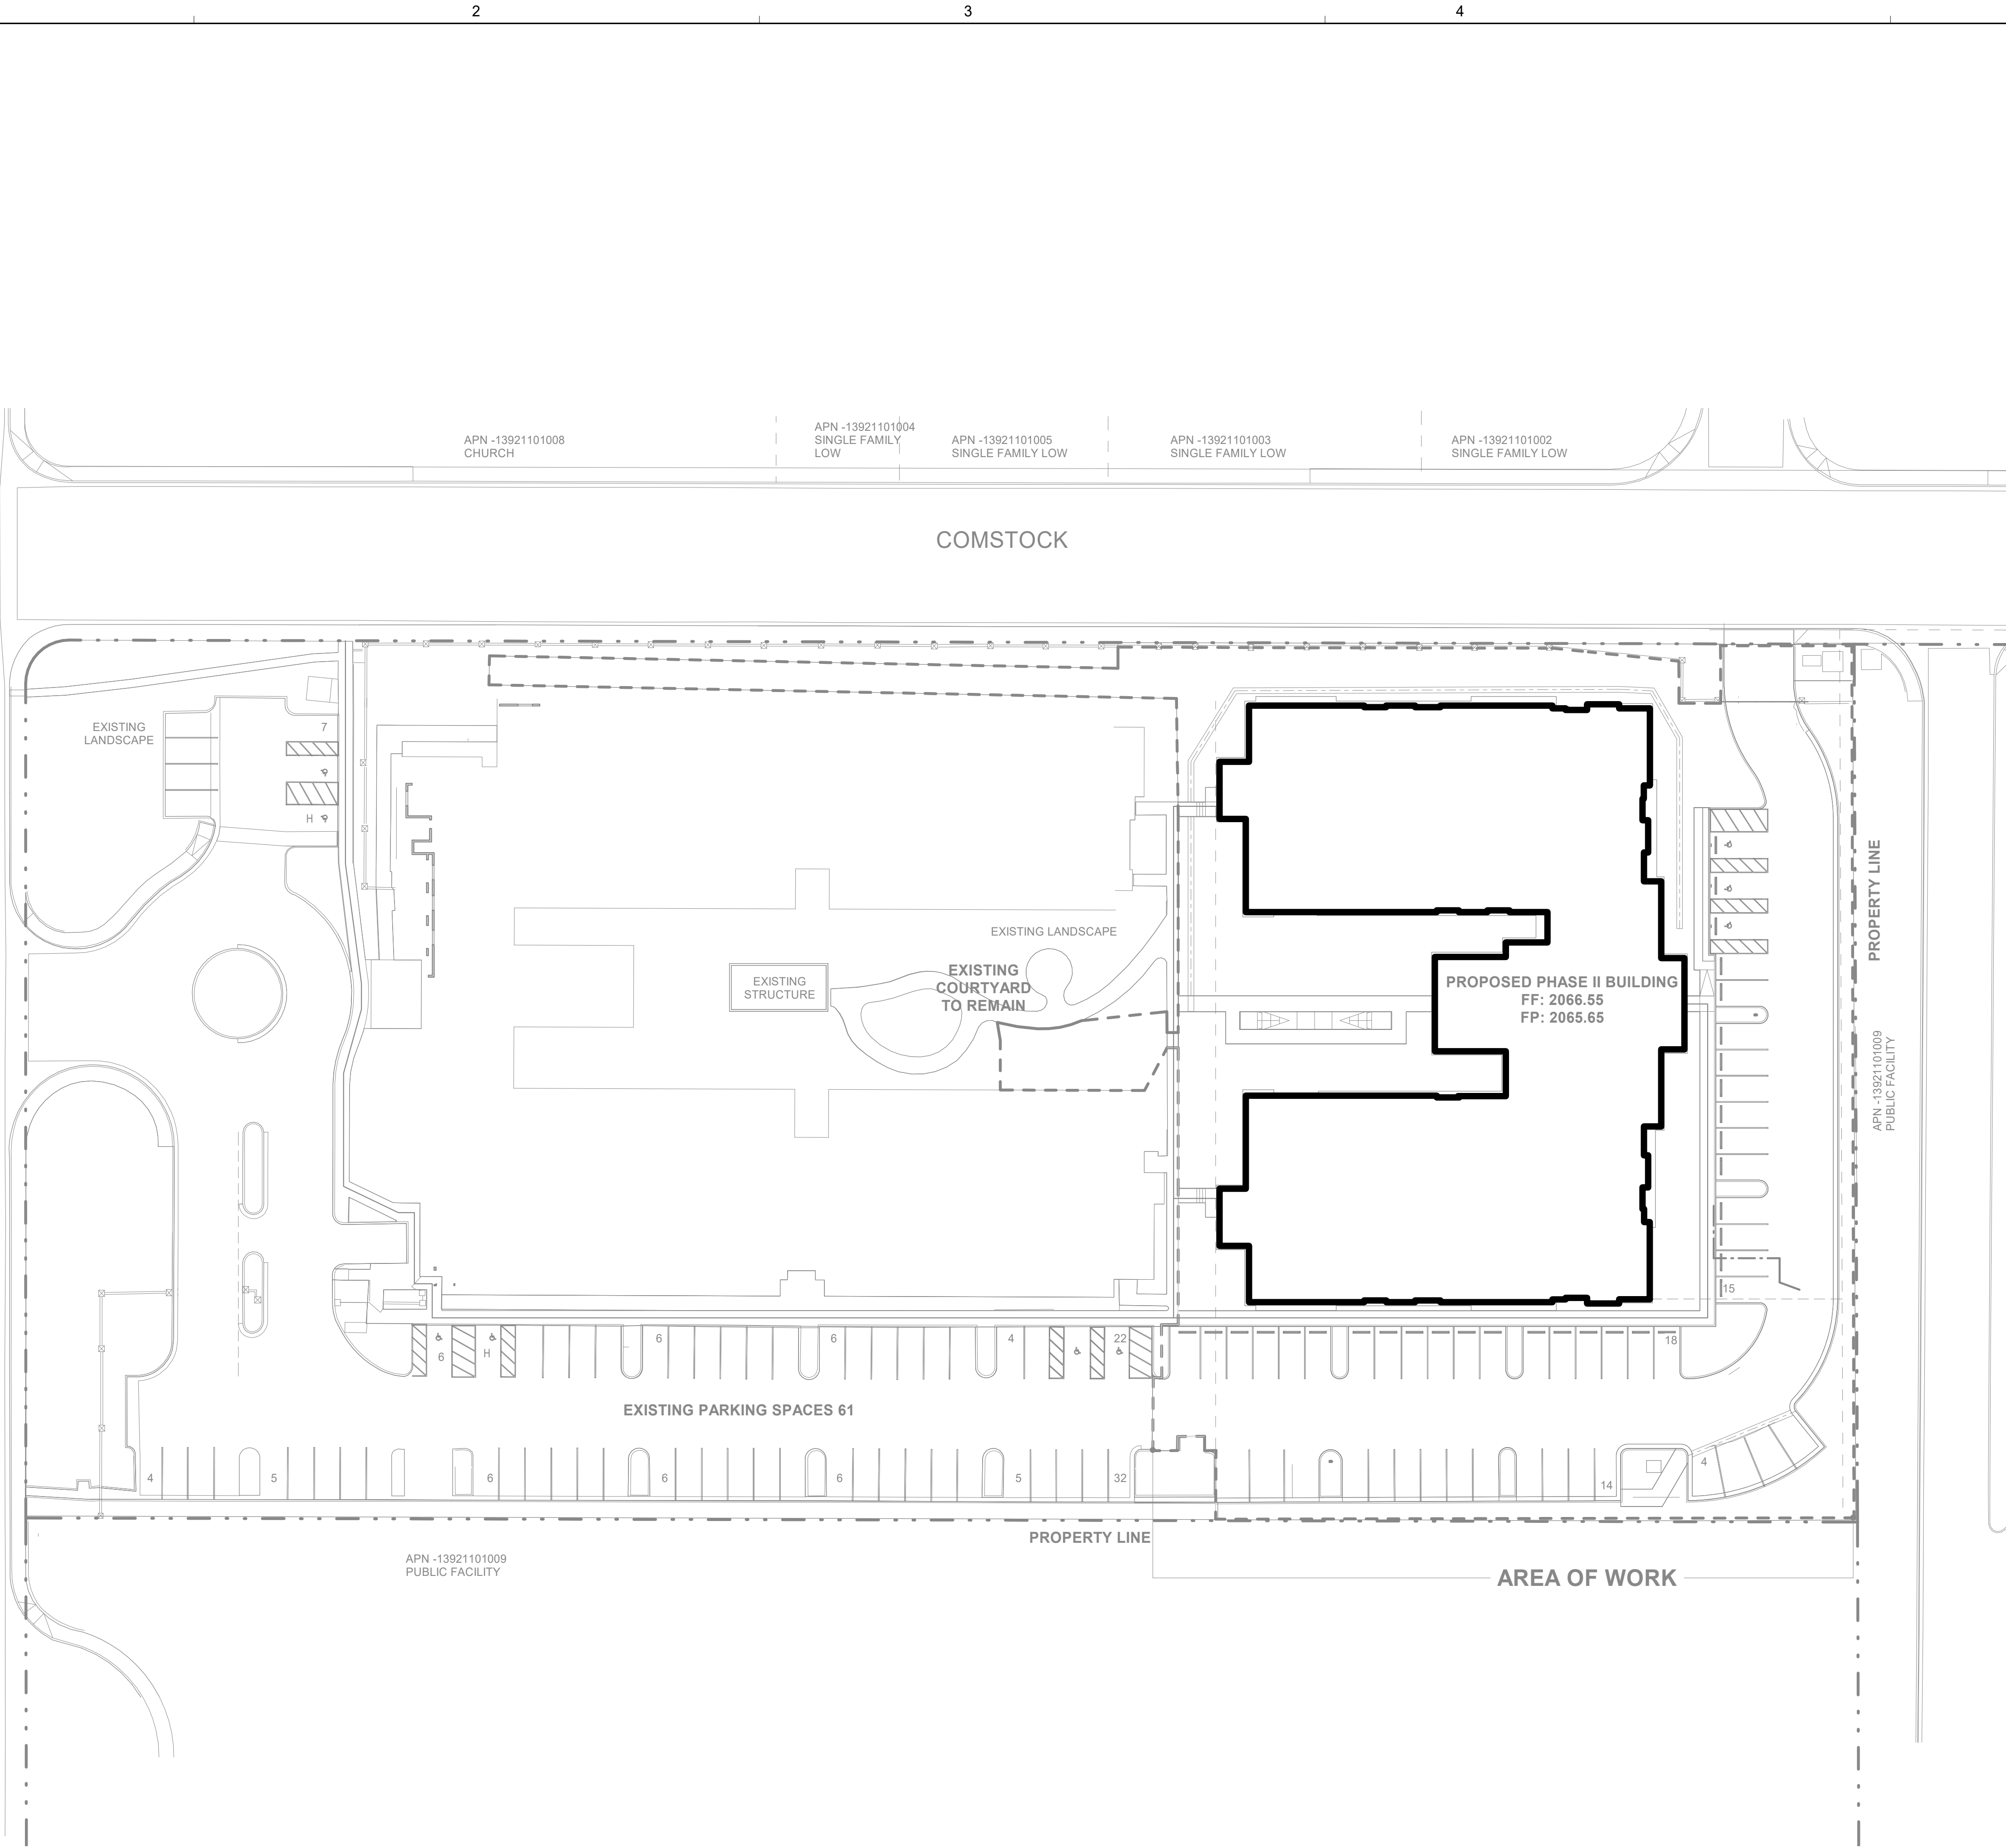 2
3
4
APN -13921101008
CHURCH
APN -13921101004
SINGLE FAMILY
LOW
APN -13921101005
SINGLE FAMILY LOW
APN -13921101003
SINGLE FAMILY LOW
APN -13921101002
SINGLE FAMILY LOW
COMSTOCK
EXISTING
LANDSCAPE
7
H
EXISTING LANDSCAPE
EXISTING
COURTYARD
TO REMAIN
EXISTING
STRUCTURE
PROPOSED PHASE II BUILDING
FF: 2066.55
FP: 2065.65
PROPERTY LINE
APN -13921101009
PUBLIC FACILITY
15
6
H
6
6
4
22
18
EXISTING PARKING SPACES 61
4
5
6
6
6
5
32
14
4
PROPERTY LINE
APN -13921101009
PUBLIC FACILITY
AREA OF WORK